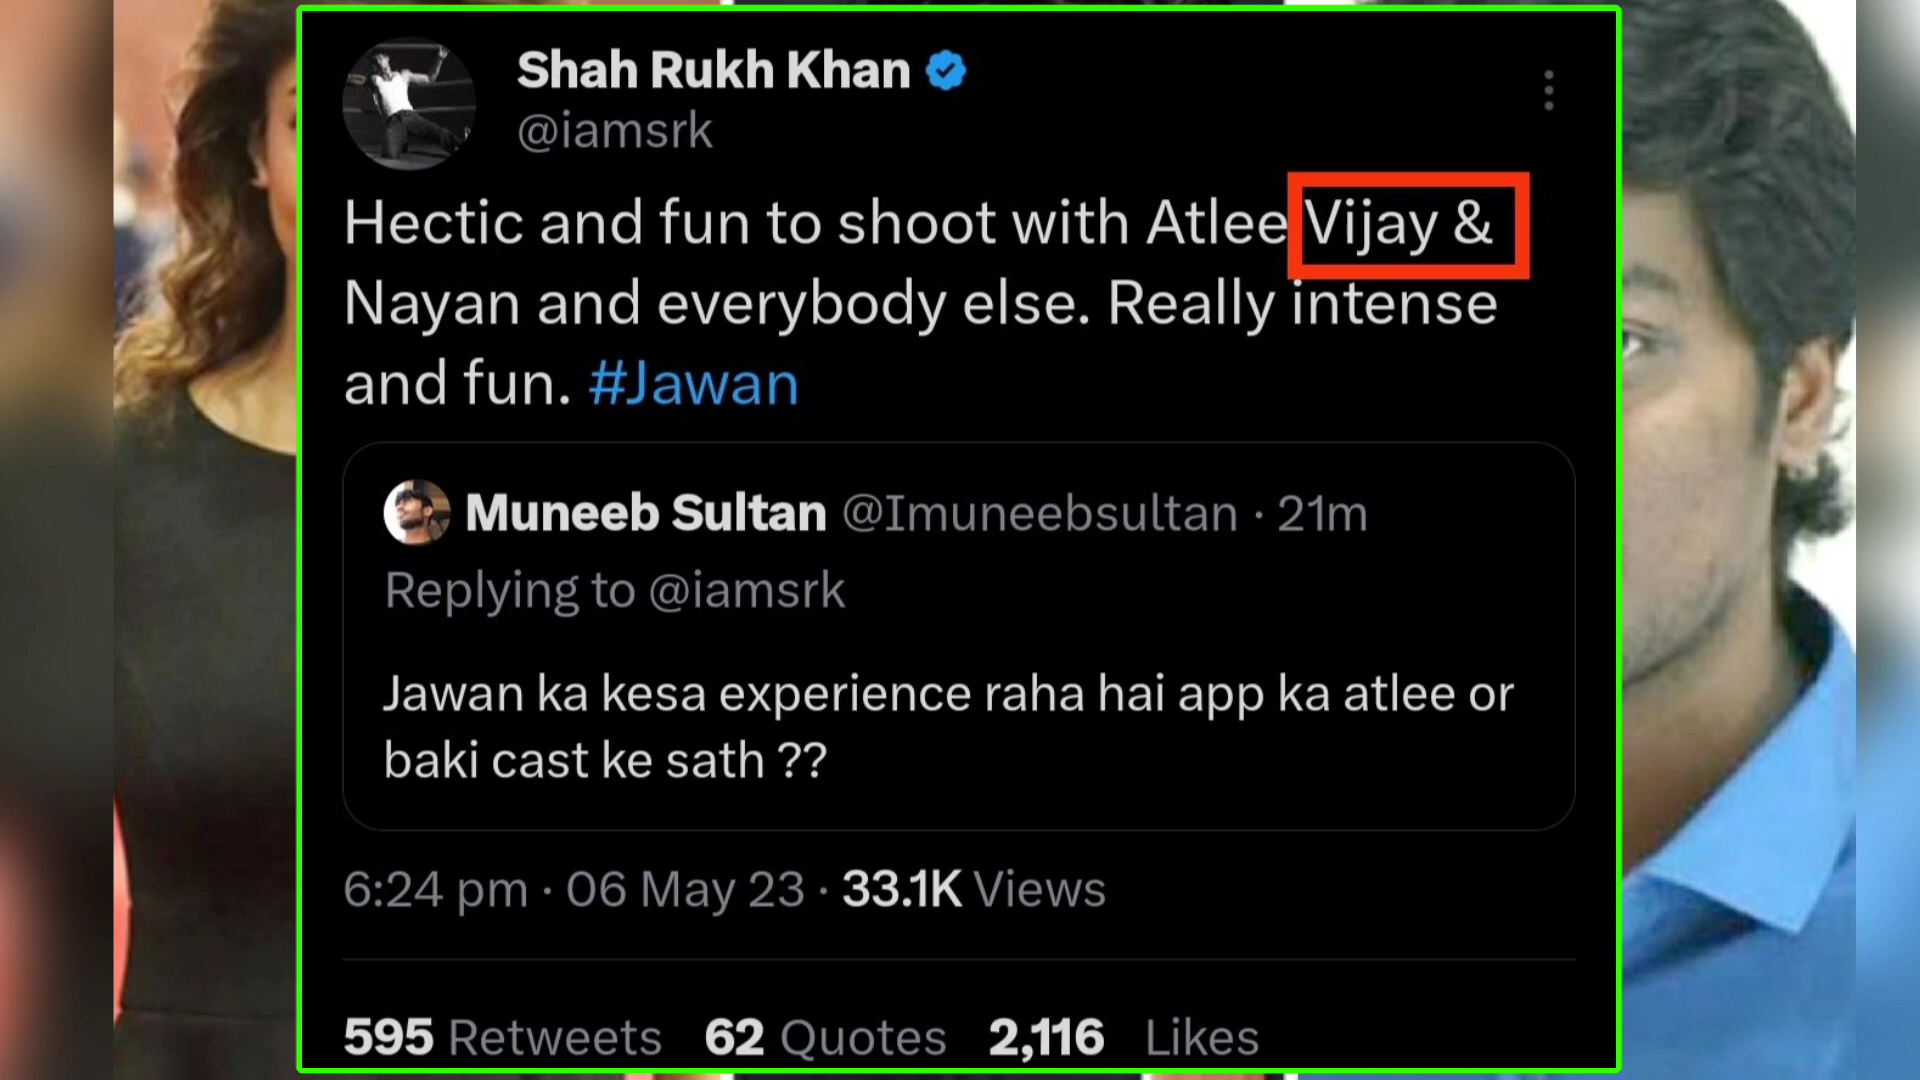 Shah Rukh Khan
@iamsrk
Hectic and fun to shoot with Atlee Vijay &
Nayan and everybody else. Really intense
and fun. #Jawan
Muneeb Sultan @Imuneebsultan · 21m
Replying to @iamsrk
Jawan ka kesa experience raha hai app ka atlee or
baki cast ke sath ??
6:24 pm · 06 May 23 · 33.1K Views
595 Retweets 62 Quotes 2,116 Likes